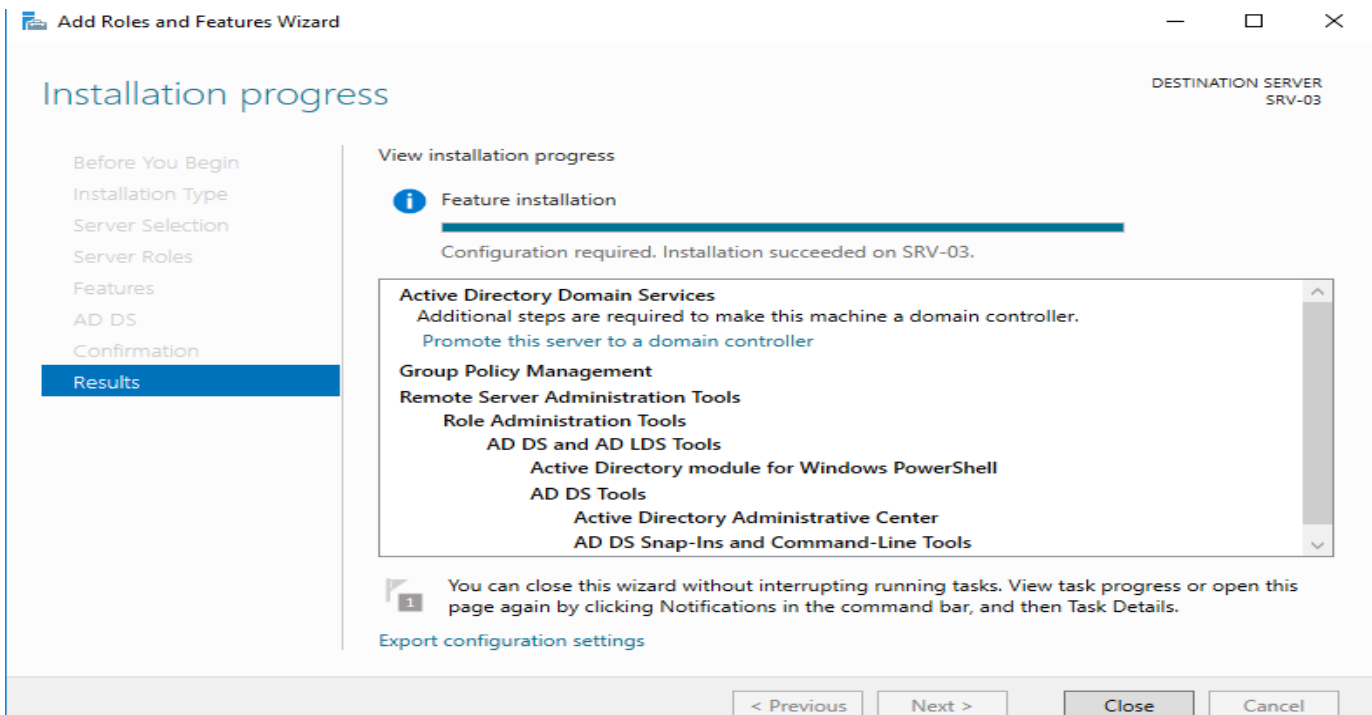 Add Roles and Features Wizard
Installation progress
DESTINATION SERVER
SRV-03
Before You Begin
Installation Type
Server Selection
Server Roles
Features
AD DS
Confirmation
Results
View installation progress
Feature installation
Configuration required. Installation succeeded on SRV-03.
Active Directory Domain Services
Additional steps are required to make this machine a domain controller.
Promote this server to a domain controller
Group Policy Management
Remote Server Administration Tools
Role Administration Tools
AD DS and AD LDS Tools
Active Directory module for Windows PowerShell
AD DS Tools
Active Directory Administrative Center
AD DS Snap-Ins and Command-Line Tools
1
You can close this wizard without interrupting running tasks. View task progress or open this
page again by clicking Notifications in the command bar, and then Task Details.
Export configuration settings
< Previous
Next >
Close
Cancel